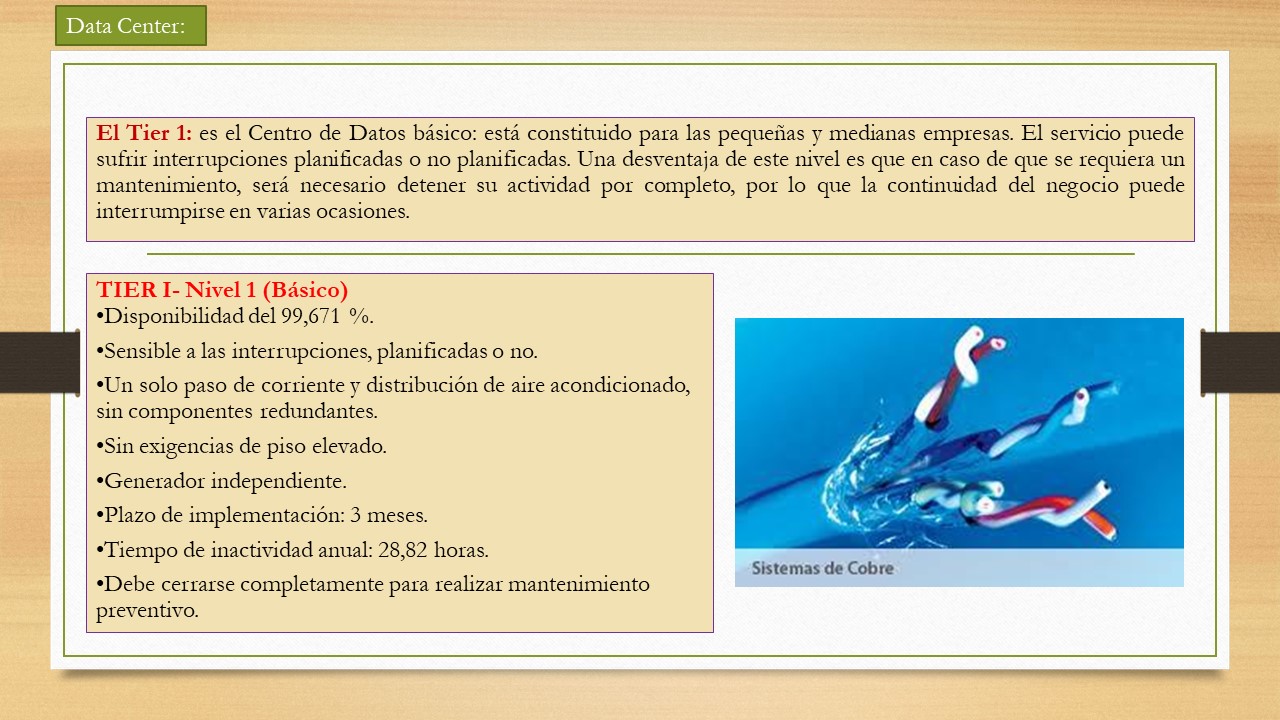 Data Center:
El Tier 1: es el Centro de Datos básico: está constituido para las pequeñas y medianas empresas. El servicio puede
sufrir interrupciones planificadas o no planificadas. Una desventaja de este nivel es que en caso de que se requiera un
mantenimiento, será necesario detener su actividad por completo, por lo que la continuidad del negocio puede
interrumpirse en varias ocasiones.
TIER I- Nivel 1 (Básico)
•Disponibilidad del 99,671 %.
•Sensible a las interrupciones, planificadas o no.
•Un solo paso de corriente y distribución de aire acondicionado,
sin componentes redundantes.
•Sin exigencias de piso elevado.
•Generador independiente.
•Plazo de implementación: 3 meses.
•Tiempo de inactividad anual: 28,82 horas.
•Debe cerrarse completamente para realizar mantenimiento
preventivo.
Sistemas de Cobre